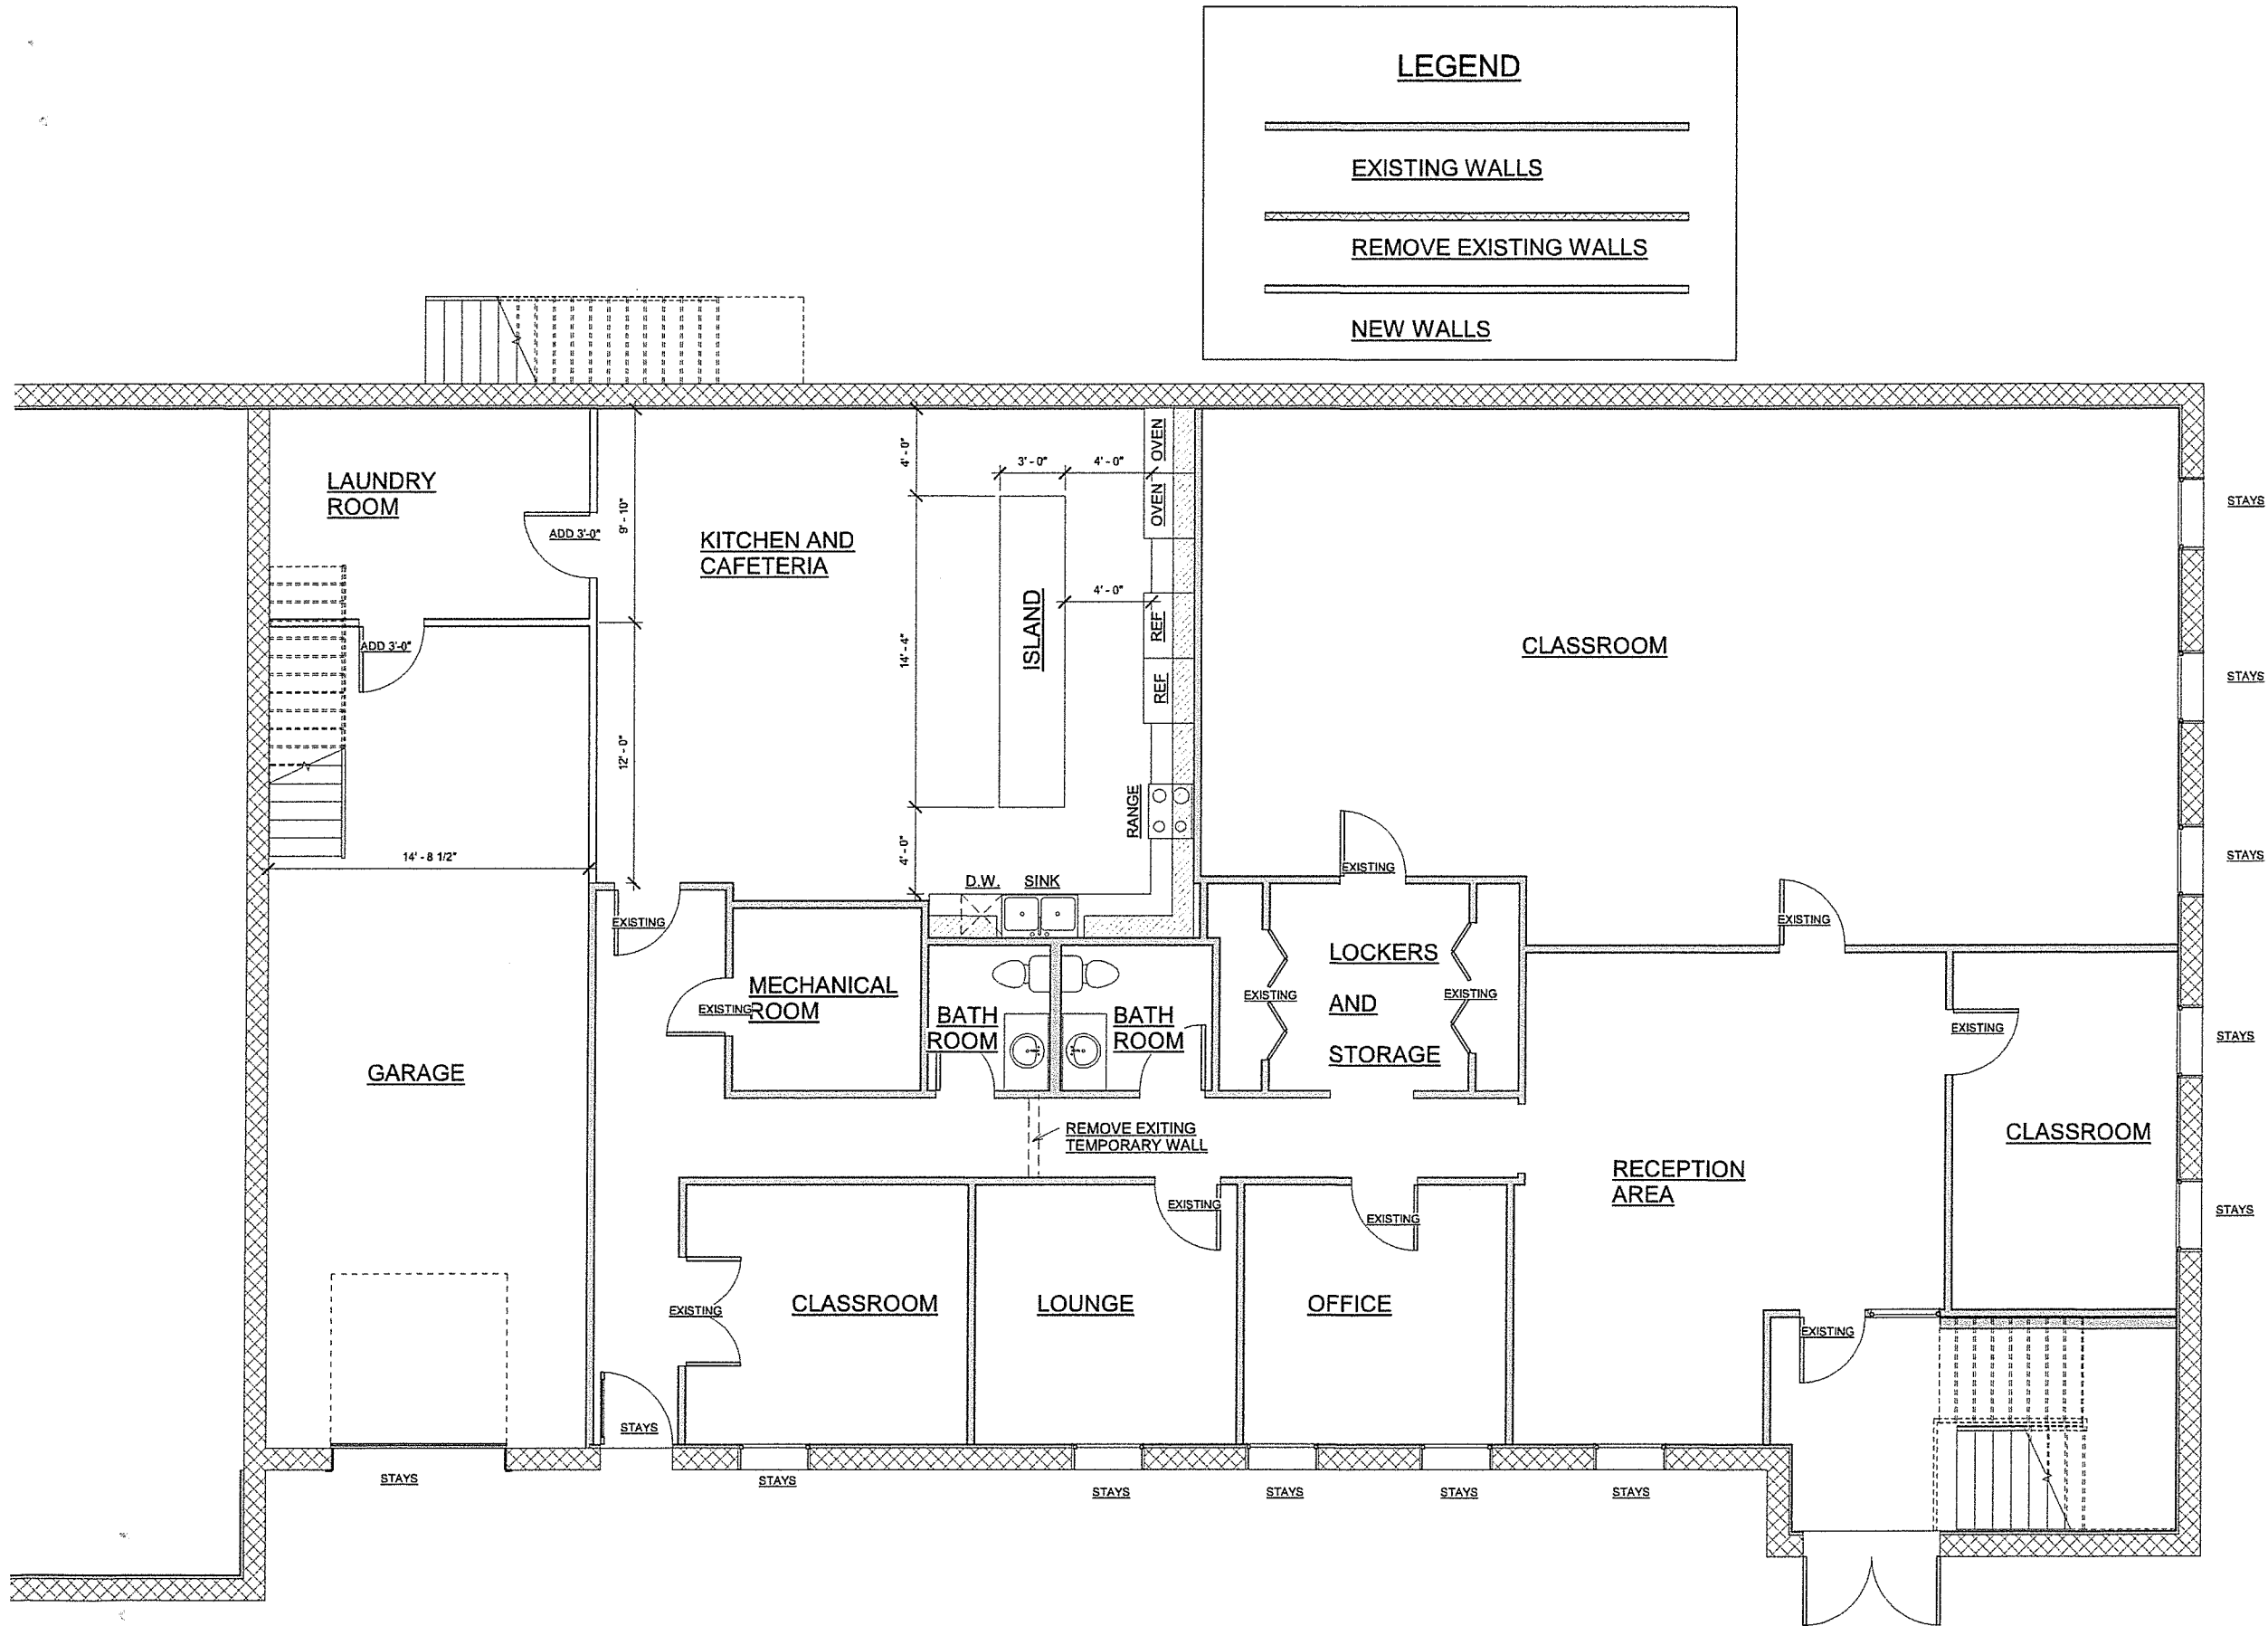 LEGEND
EXISTING WALLS
REMOVE EXISTING WALLS
NEW WALLS
LAUNDRY
ROOM
ADD 3'-0"
ADD 3'-0"
9' - 10"
12' - 0"
14' - 8 1/2"
KITCHEN AND
CAFETERIA
4' - 0"
14' - 4"
4' - 0"
3' - 0"
4' - 0"
4' - 0"
ISLAND
OVEN
OVEN
REF
REF
RANGE
D.W.
SINK
CLASSROOM
STAYS
STAYS
STAYS
EXISTING
EXISTING
EXISTING
EXISTING
MECHANICAL
ROOM
BATH
ROOM
BATH
ROOM
EXISTING
LOCKERS
AND
STORAGE
EXISTING
EXISTING
STAYS
CLASSROOM
STAYS
GARAGE
REMOVE EXITING
TEMPORARY WALL
RECEPTION
AREA
EXISTING
EXISTING
EXISTING
CLASSROOM
LOUNGE
OFFICE
EXISTING
STAYS
STAYS
STAYS
STAYS
STAYS
STAYS
STAYS